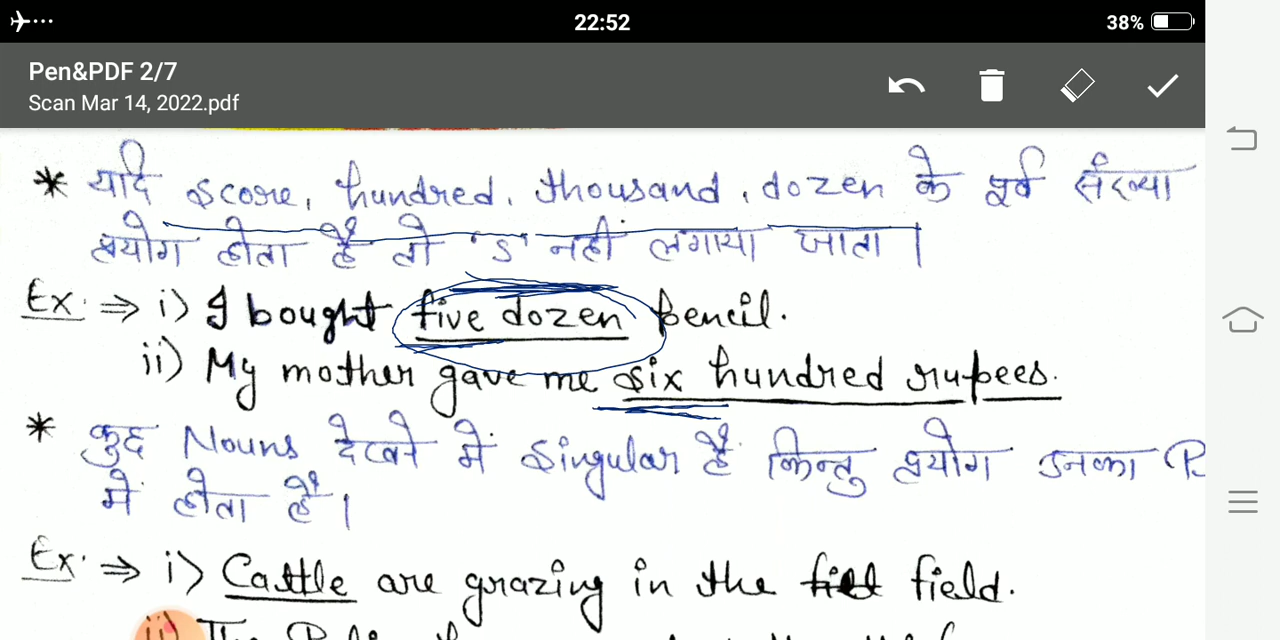 22:52
38%
Pen&PDF 2/7
Scan Mar 14, 2022.pdf
* यदि score, hundred, thousand, dozen के पूर्व संख्या
प्रयोग होता है तो 'S' नही लगाया जाता।
Ex: ⇒ i) I bought five dozen pencil.
ii) My mother gave me six hundred rupees.
* कुछ Nouns देखने में Singular हैं किन्तु प्रयोग उनका P
में होता है।
Ex: ⇒ i) Cattle are grazing in the field.
ii) The